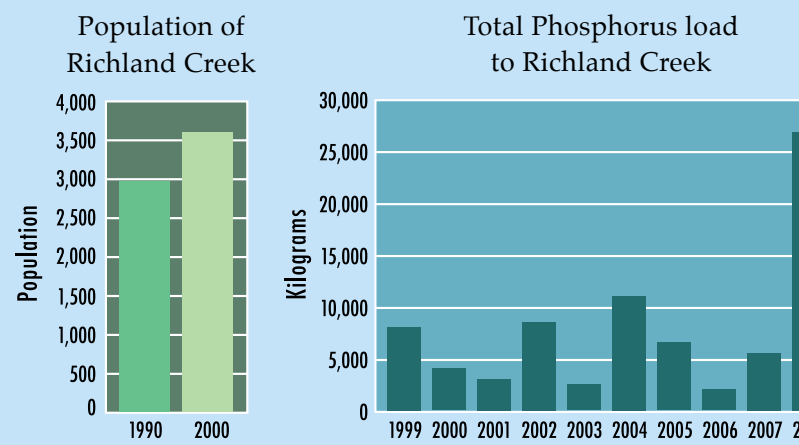 Population of
Richland Creek
4,000
3,500
3,000
2,500
2,000
1,500
1,000
500
0
Population
1990 2000
Total Phosphorus load
to Richland Creek
30,000
25,000
20,000
15,000
10,000
5,000
0
Kilograms
1999 2000 2001 2002 2003 2004 2005 2006 2007